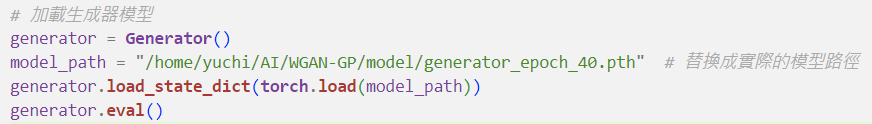 # 加載生成器模型
generator = Generator()
model_path = "/home/yuchi/AI/WGAN-GP/model/generator_epoch_40.pth"  # 替換成實際的模型路徑
generator.load_state_dict(torch.load(model_path))
generator.eval()